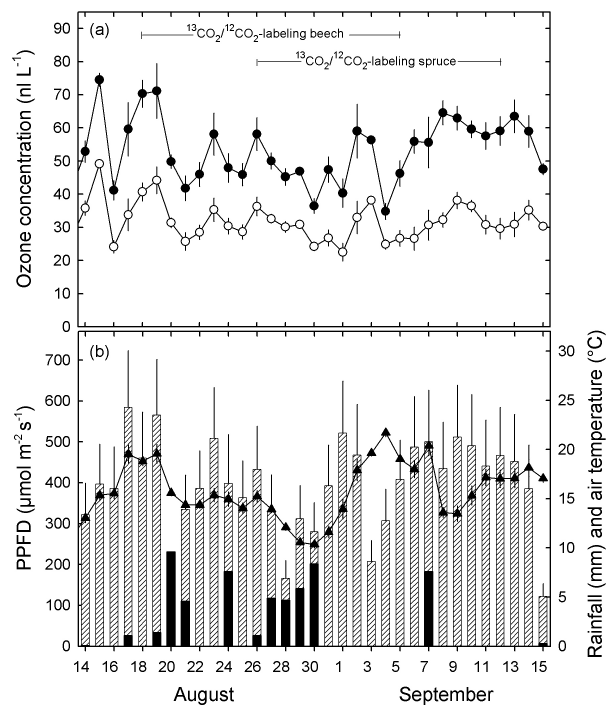 (a)
¹³CO₂/¹²CO₂-labeling beech
¹³CO₂/¹²CO₂-labeling spruce
Ozone concentration (nl L⁻¹)
90
80
70
60
50
40
30
20
10
0
(b)
PPFD (µmol m⁻² s⁻¹)
700
600
500
400
300
200
100
0
30
25
20
15
10
5
0
Rainfall (mm) and air temperature (°C)
14 16 18 20 22 24 26 28 30 1 3 5 7 9 11 13 15
August September